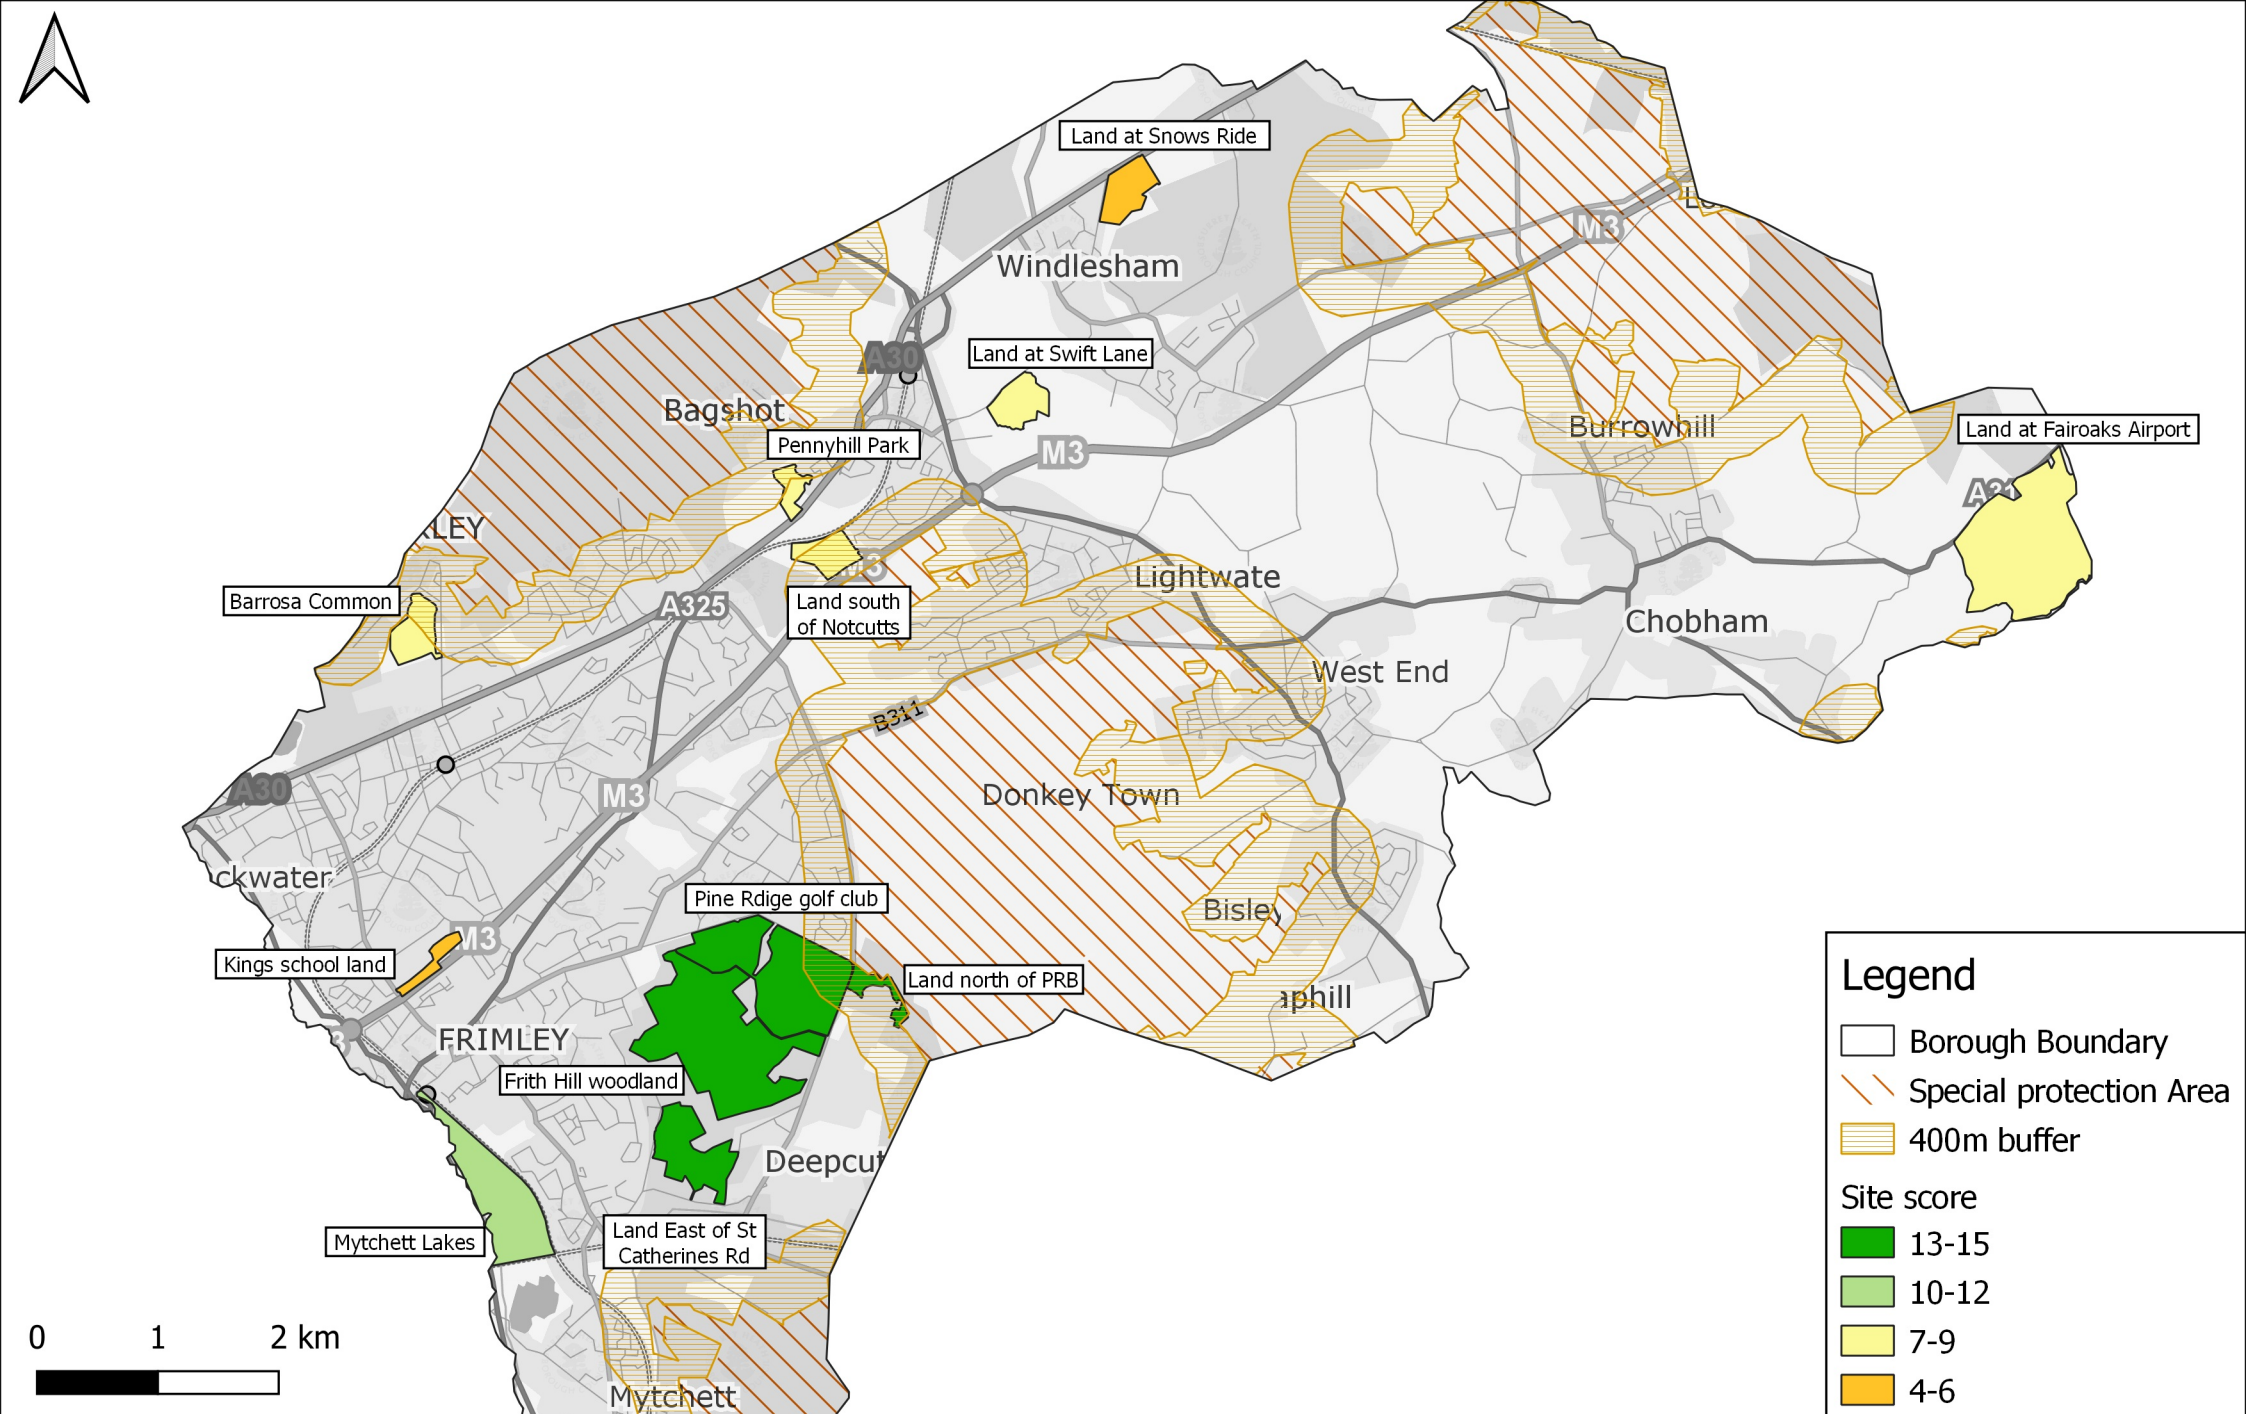 Land at Snows Ride
M3
Windlesham
A30
Land at Swift Lane
Bagshot
Burrowhill
Land at Fairoaks Airport
Pennyhill Park
M3
A31
KLEY
M3
Lightwate
Barrosa Common
A325
Land south
of Notcutts
Chobham
West End
B311
A30
M3
Donkey Town
ckwater
Pine Rdige golf club
Bisley
M3
Kings school land
Land north of PRB
aphill
3
FRIMLEY
Frith Hill woodland
Deepcut
Mytchett Lakes
Land East of St
Catherines Rd
Mytchett
0 1 2 km
Legend
Borough Boundary
Special protection Area
400m buffer
Site score
13-15
10-12
7-9
4-6